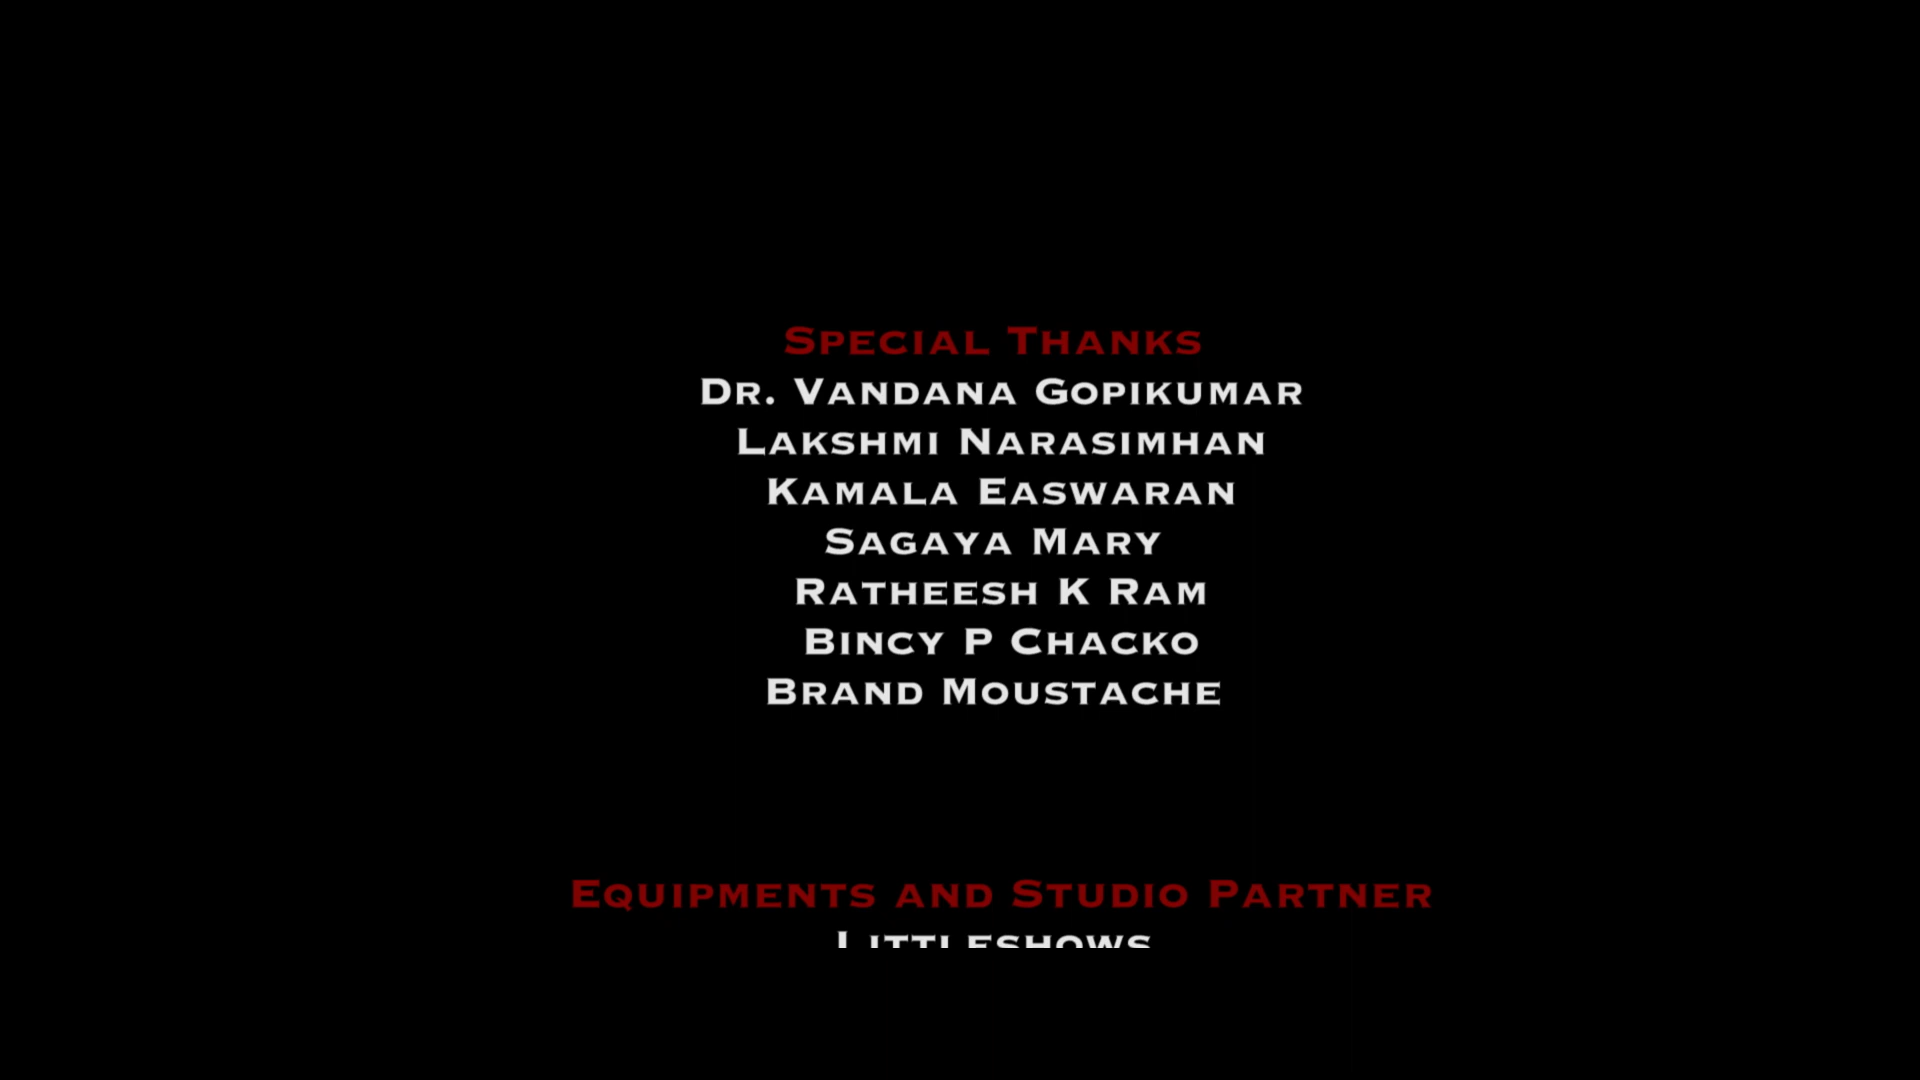 Special Thanks
Dr. Vandana Gopikumar
Lakshmi Narasimhan
Kamala Easwaran
Sagaya Mary
Ratheesh K Ram
Bincy P Chacko
Brand Moustache
Equipments and Studio Partner
Littleshows